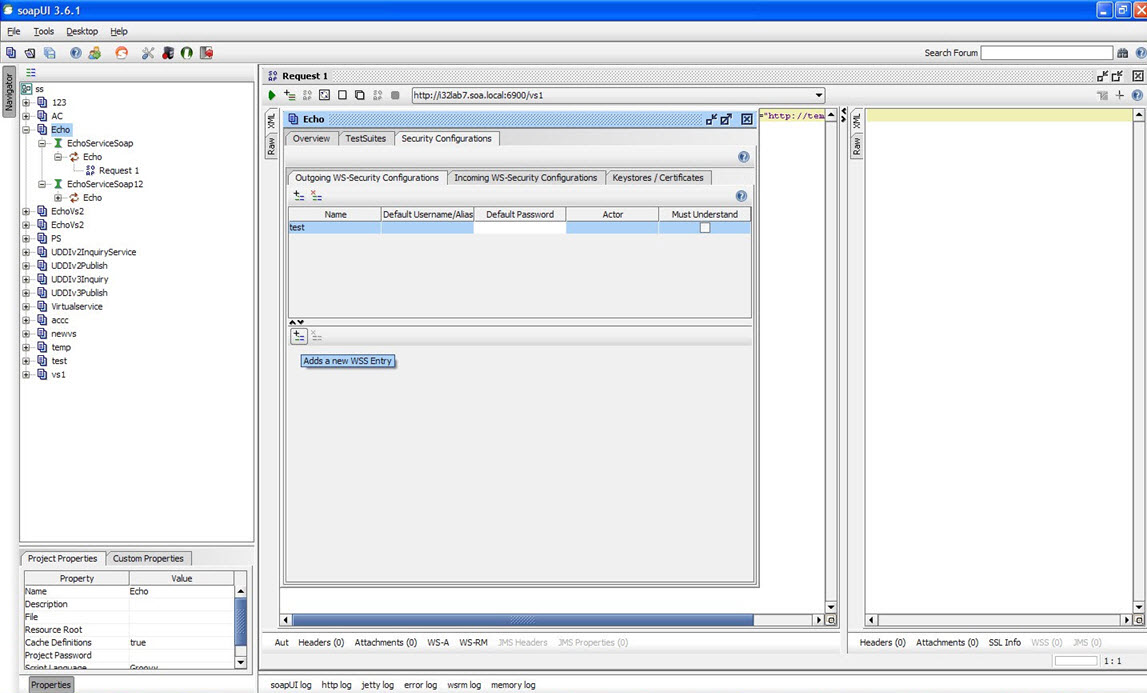 soapUI 3.6.1
File Tools Desktop Help
Search Forum
Navigator
ss
123
AC
Echo
EchoServiceSoap
Echo
Request 1
EchoServiceSoap12
Echo
EchoVs2
EchoVs2
PS
UDDIv2InquiryService
UDDIv2Publish
UDDIv3Inquiry
UDDIv3Publish
Virtualservice
accc
newvs
temp
test
vs1
Project Properties Custom Properties
Property Value
Name Echo
Description
File
Resource Root
Cache Definitions true
Project Password
Script Language Groovy
Properties
Request 1
http://i32lab7.soa.local:6900/vs1
XML
Raw
Echo
="http://tem
Overview TestSuites Security Configurations
Outgoing WS-Security Configurations Incoming WS-Security Configurations Keystores / Certificates
Name Default Username/Alias Default Password Actor Must Understand
test
Adds a new WSS Entry
XML
Raw
Aut Headers (0) Attachments (0) WS-A WS-RM JMS Headers JMS Properties (0)
Headers (0) Attachments (0) SSL Info WSS (0) JMS (0)
1 : 1
soapUI log http log jetty log error log wsrm log memory log